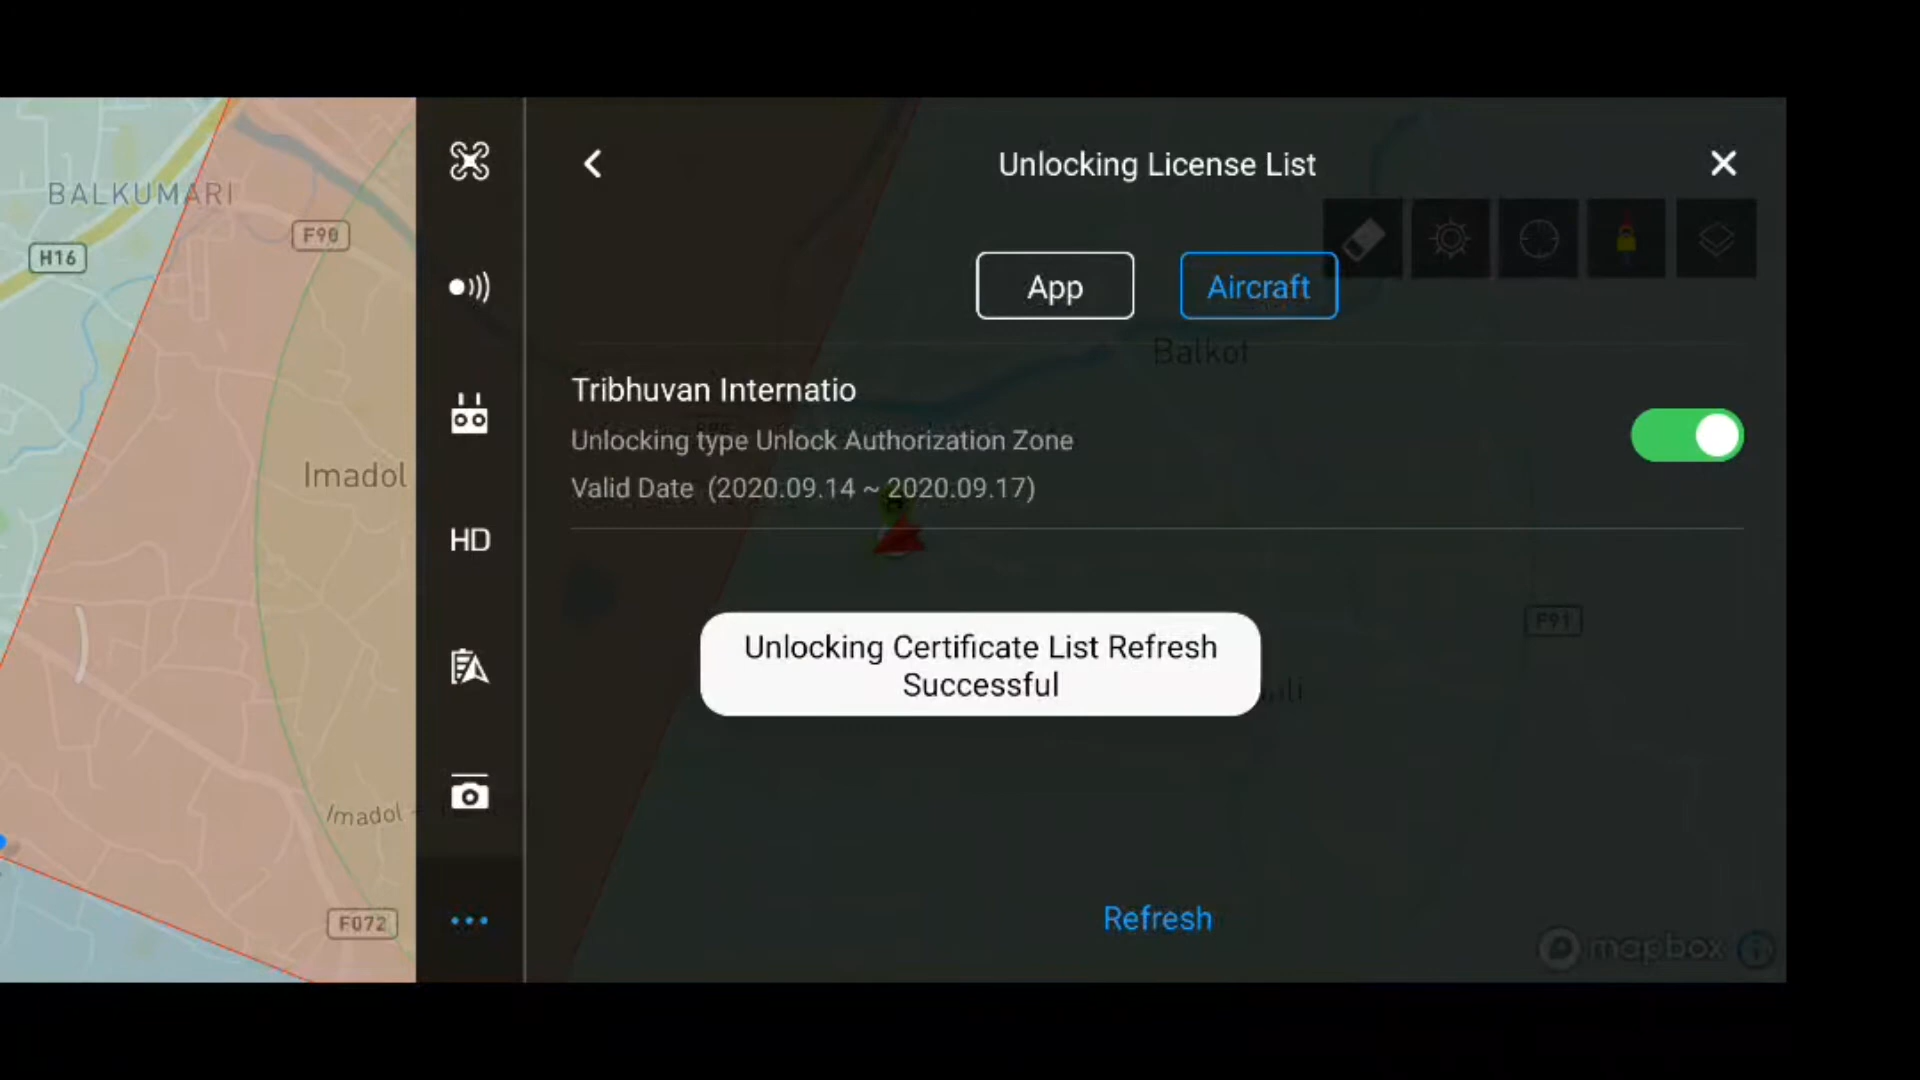 BALKUMARI
H16
F90
Imadol
Imadol
F072
HD
Unlocking License List
App
Aircraft
Balkot
Tribhuvan Internatio
Unlocking type Unlock Authorization Zone
Valid Date (2020.09.14 ~ 2020.09.17)
F91
Unlocking Certificate List Refresh
Successful
Refresh
mapbox